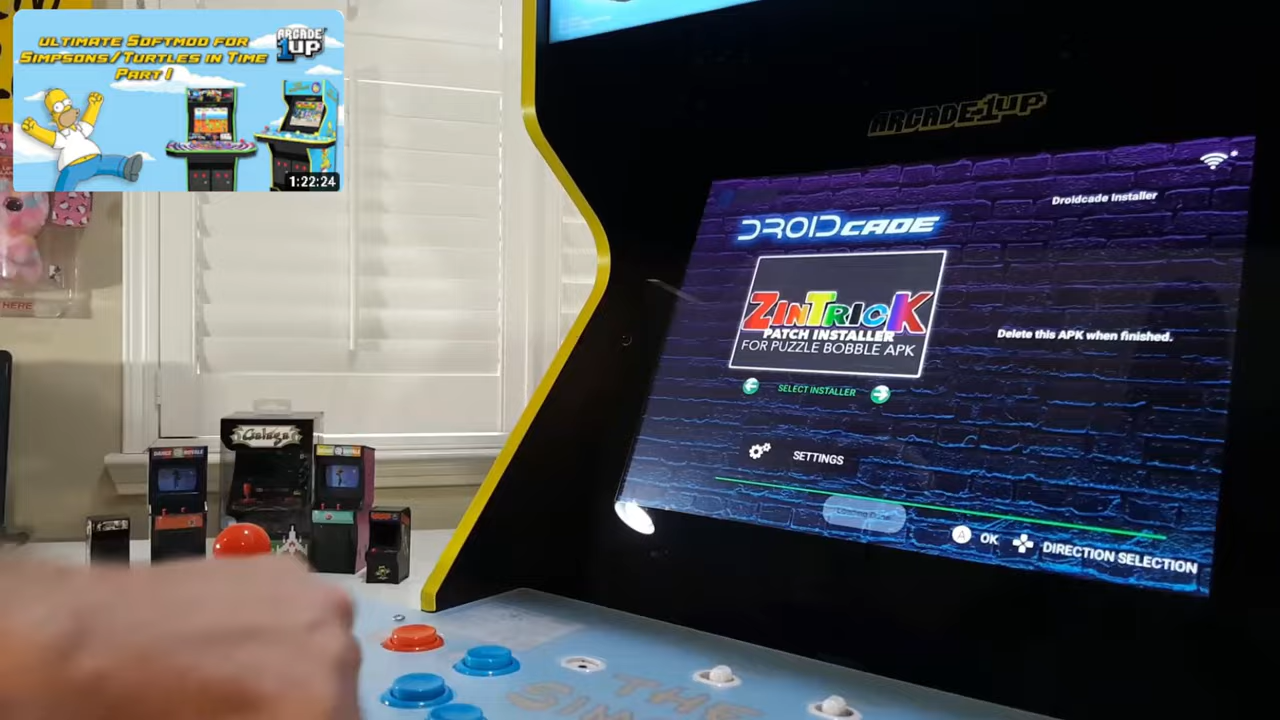 ULTIMATE SOFTMOD FOR
SIMPSONS/TURTLES IN TIME
PART I
ARCADE
1UP
1:22:24
ARCADE1UP
Droidcade Installer
DROIDCADE
ZINTRICK
PATCH INSTALLER
FOR PUZZLE BOBBLE APK
Delete this APK when finished.
SELECT INSTALLER
SETTINGS
A OK
DIRECTION SELECTION
HERE
Galaga
THE